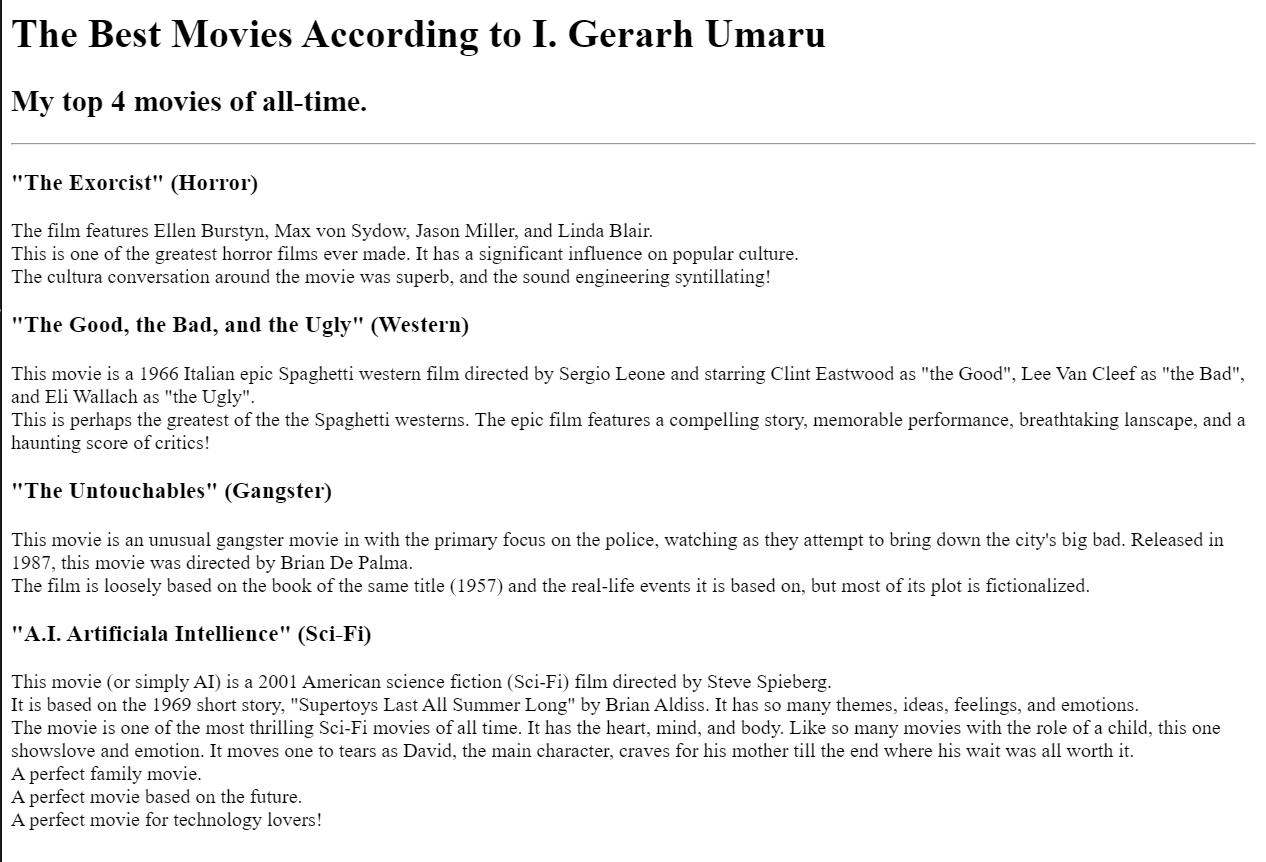 The Best Movies According to I. Gerarh Umaru
My top 4 movies of all-time.
"The Exorcist" (Horror)
The film features Ellen Burstyn, Max von Sydow, Jason Miller, and Linda Blair.
This is one of the greatest horror films ever made. It has a significant influence on popular culture.
The cultura conversation around the movie was superb, and the sound engineering syntillating!
"The Good, the Bad, and the Ugly" (Western)
This movie is a 1966 Italian epic Spaghetti western film directed by Sergio Leone and starring Clint Eastwood as "the Good", Lee Van Cleef as "the Bad",
and Eli Wallach as "the Ugly".
This is perhaps the greatest of the the Spaghetti westerns. The epic film features a compelling story, memorable performance, breathtaking lanscape, and a
haunting score of critics!
"The Untouchables" (Gangster)
This movie is an unusual gangster movie in with the primary focus on the police, watching as they attempt to bring down the city's big bad. Released in
1987, this movie was directed by Brian De Palma.
The film is loosely based on the book of the same title (1957) and the real-life events it is based on, but most of its plot is fictionalized.
"A.I. Artificiala Intellience" (Sci-Fi)
This movie (or simply AI) is a 2001 American science fiction (Sci-Fi) film directed by Steve Spieberg.
It is based on the 1969 short story, "Supertoys Last All Summer Long" by Brian Aldiss. It has so many themes, ideas, feelings, and emotions.
The movie is one of the most thrilling Sci-Fi movies of all time. It has the heart, mind, and body. Like so many movies with the role of a child, this one
showslove and emotion. It moves one to tears as David, the main character, craves for his mother till the end where his wait was all worth it.
A perfect family movie.
A perfect movie based on the future.
A perfect movie for technology lovers!